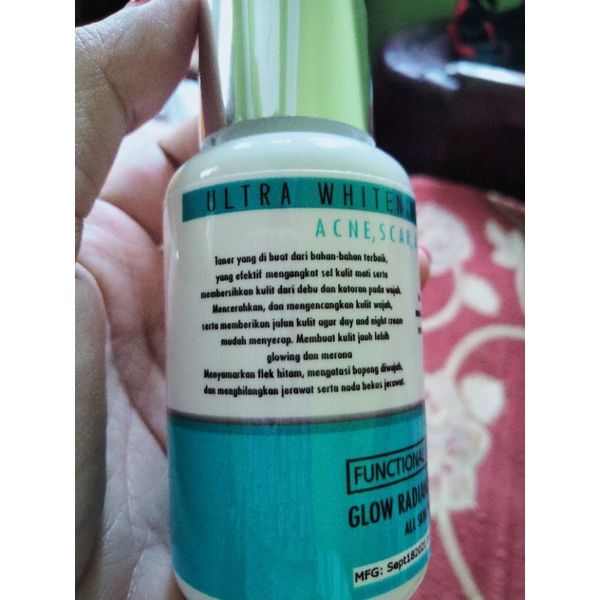 ULTRA WHITENI
ACNE, SCAR,
Toner yang di buat dari bahan-bahan terbaik,
yang efektif mengangkat sel kulit mati serta
membersihkan kulit dari debu dan kotoran pada wajah.
Mencerahkan, dan mengencangkan kulit wajah,
serta memberikan jalan kulit agar day and night cream
mudah menyerap. Membuat kulit jauh lebih
glowing dan merona
Menyamarkan flek hitam, mengatasi bopeng diwajah,
dan menghilangkan jerawat serta noda bekas jerawat.
FUNCTIONAL
GLOW RADIA
ALL SKIN
MFG: Sept182021